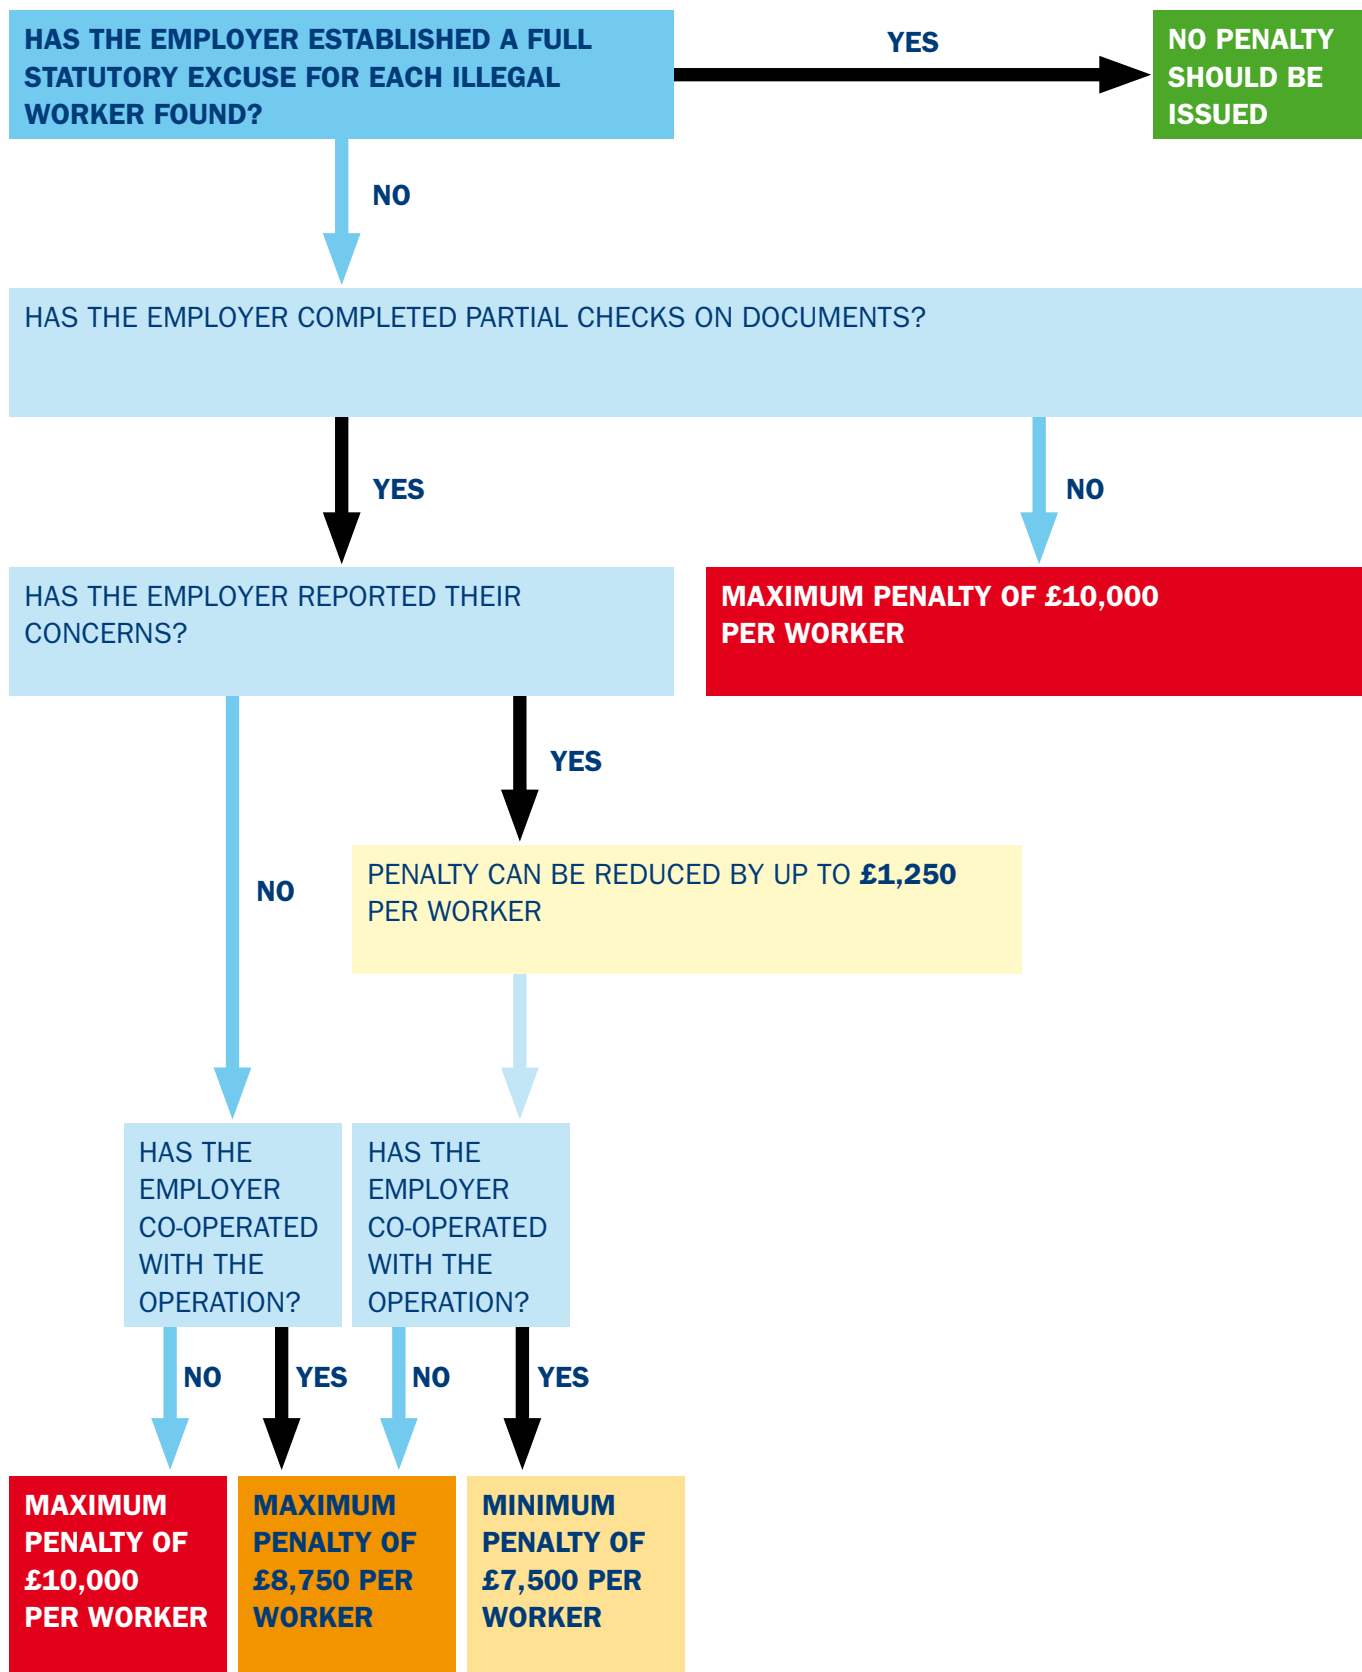 HAS THE EMPLOYER ESTABLISHED A FULL
STATUTORY EXCUSE FOR EACH ILLEGAL
WORKER FOUND?
YES
NO PENALTY
SHOULD BE
ISSUED
NO
HAS THE EMPLOYER COMPLETED PARTIAL CHECKS ON DOCUMENTS?
YES
NO
HAS THE EMPLOYER REPORTED THEIR
CONCERNS?
MAXIMUM PENALTY OF £10,000
PER WORKER
YES
NO
PENALTY CAN BE REDUCED BY UP TO £1,250
PER WORKER
HAS THE
EMPLOYER
CO-OPERATED
WITH THE
OPERATION?
HAS THE
EMPLOYER
CO-OPERATED
WITH THE
OPERATION?
NO
YES
NO
YES
MAXIMUM
PENALTY OF
£10,000
PER WORKER
MAXIMUM
PENALTY OF
£8,750 PER
WORKER
MINIMUM
PENALTY OF
£7,500 PER
WORKER